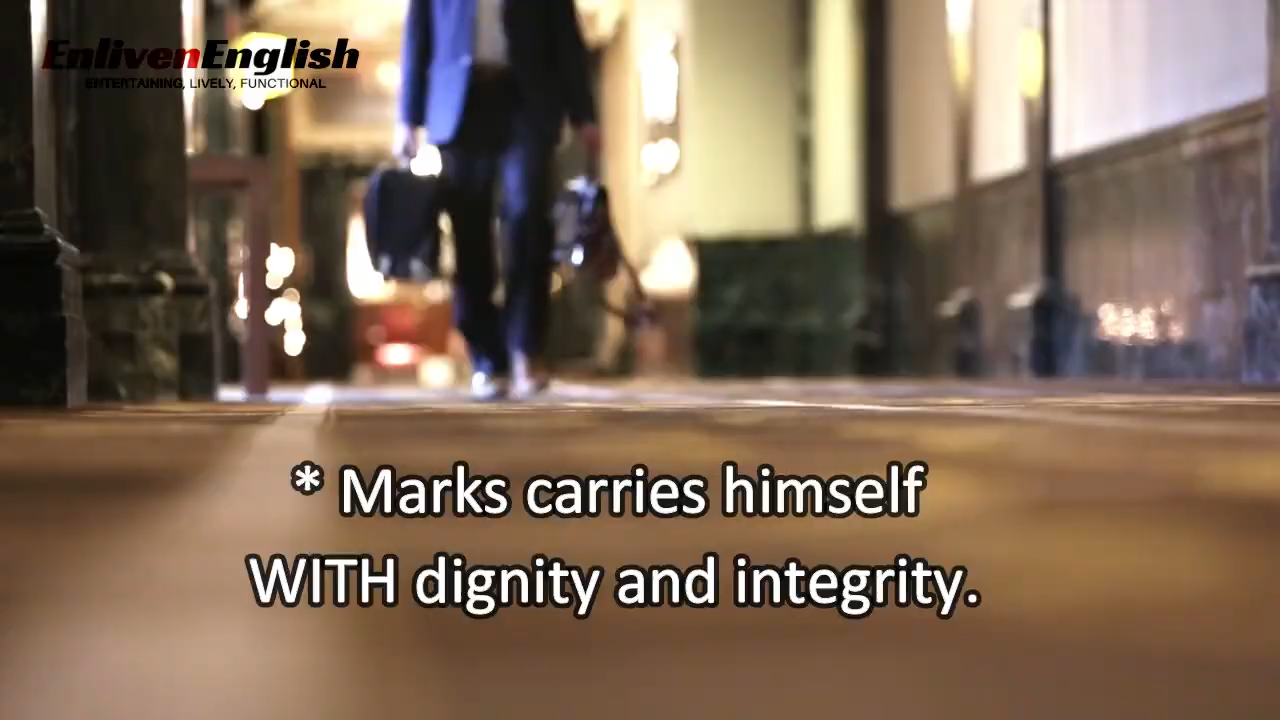 EnlivenEnglish
ENTERTAINING, LIVELY, FUNCTIONAL
* Marks carries himself
WITH dignity and integrity.